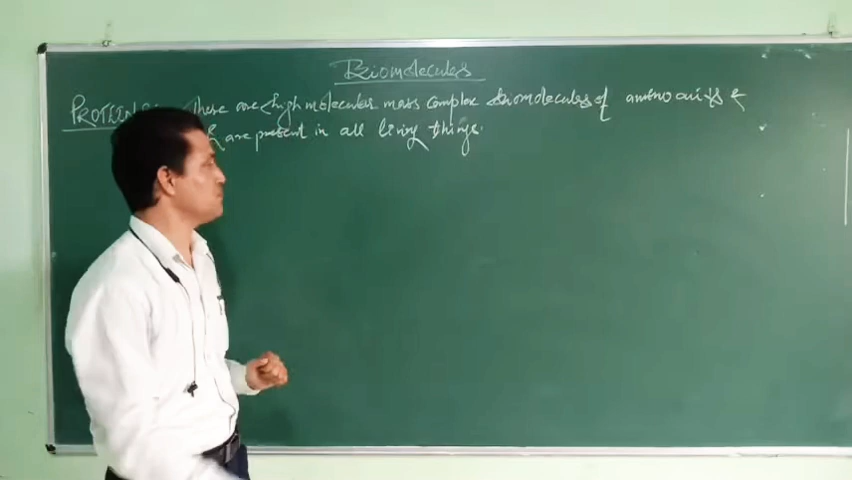 Biomolecules
PROTEINS:- These are high molecular mass complex biomolecules of amino acids &
are present in all living things.